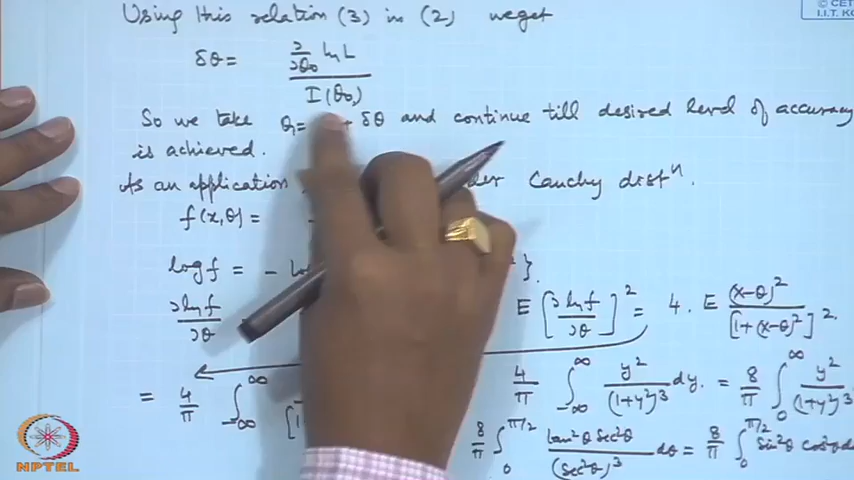 © CET
I.I.T. KG
Using this relation (3) in (2) we get
δθ = ∂/∂θ₀ ln L / I(θ₀)
So we take θ₁ = + δθ and continue till desired level of accuracy
is achieved.
As an application Cauchy distⁿ.
f(x,θ) =
log f = - }.
∂ ln f / ∂θ E [∂ ln f / ∂θ]² = 4. E (x-θ)² / [1+(x-θ)²]².
= 4/π ∫_{-∞}^{∞} 4/π ∫_{-∞}^{∞} y²/(1+y²)³ dy. = 8/π ∫_0^∞ y²/(1+y²)³
8/π ∫_0^{π/2} tan²θ sec²θ / (sec²θ)³ dθ = 8/π ∫_0^{π/2} sin²θ cos²θ
NPTEL